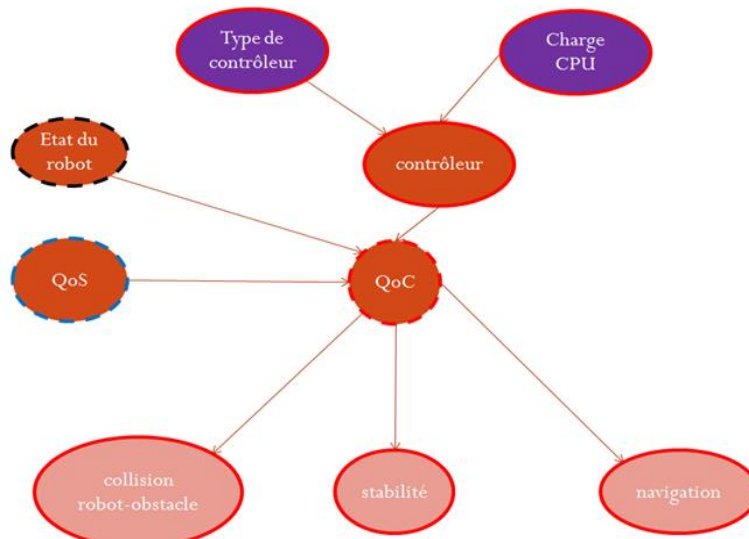 Type de
contrôleur
Charge
CPU
Etat du
robot
contrôleur
QoS
QoC
collision
robot-obstacle
stabilité
navigation